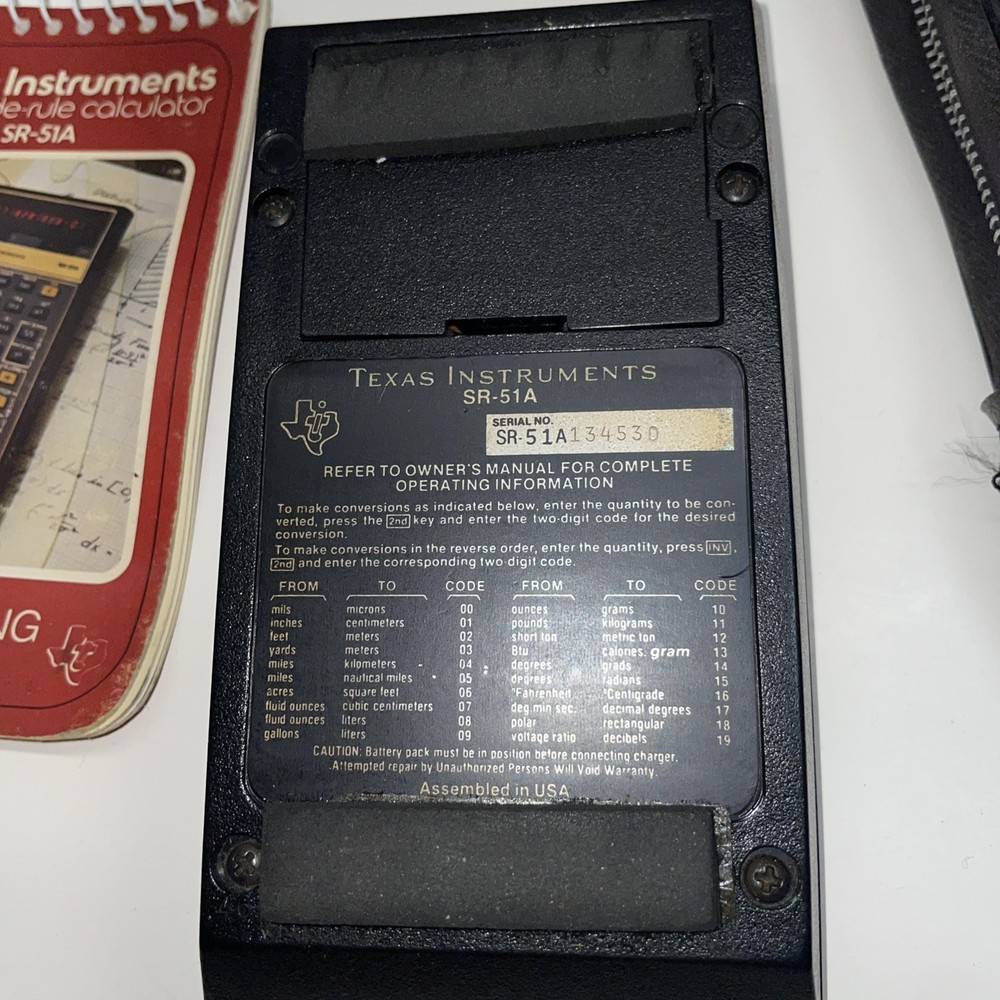 Instruments
de-rule calculator
SR-51A
NG
TEXAS INSTRUMENTS
SR-51A
SERIAL NO.
SR-51A134530
REFER TO OWNER'S MANUAL FOR COMPLETE
OPERATING INFORMATION
To make conversions as indicated below, enter the quantity to be con-
verted, press the 2nd key and enter the two-digit code for the desired
conversion.
To make conversions in the reverse order, enter the quantity, press INV,
2nd and enter the corresponding two digit code.
FROM TO CODE FROM TO CODE
mils microns 00 ounces grams 10
inches centimeters 01 pounds kilograms 11
feet meters 02 short ton metric ton 12
yards meters 03 Btu calories, gram 13
miles kilometers 04 degrees grads 14
miles nautical miles 05 degrees radians 15
acres square feet 06 °Fahrenheit °Centigrade 16
fluid ounces cubic centimeters 07 deg.min sec. decimal degrees 17
fluid ounces liters 08 polar rectangular 18
gallons liters 09 voltage ratio decibels 19
CAUTION: Battery pack must be in position before connecting charger.
Attempted repair by Unauthorized Persons Will Void Warranty.
Assembled in USA